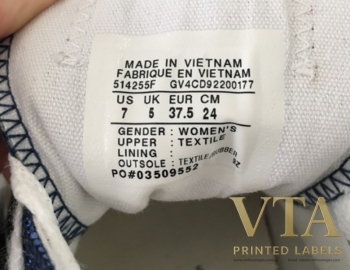 MADE IN VIETNAM
FABRIQUE EN VIETNAM
514255F GV4CD92200177
US UK EUR CM
7 5 37.5 24
GENDER : WOMEN'S
UPPER : TEXTILE
LINING :
OUTSOLE : TEXTILE/RUBBER
PO#03509552
VTA
PRINTED LABELS